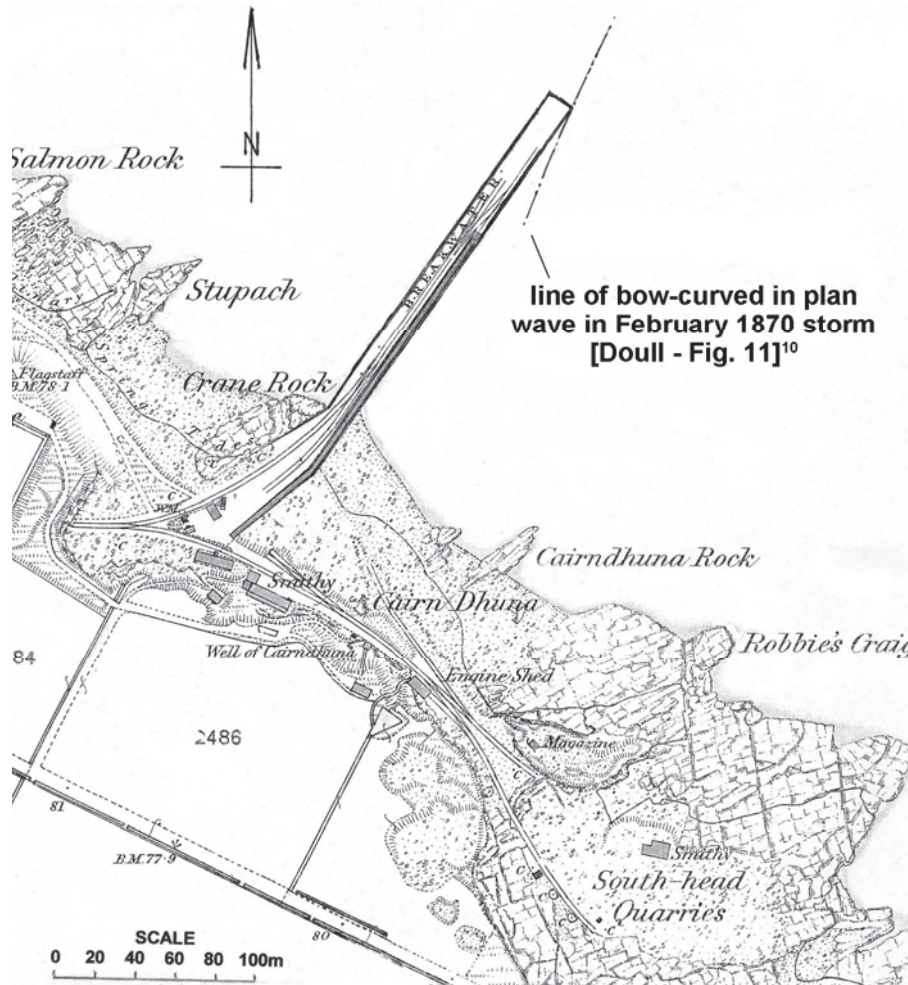 N
Salmon Rock
Stupach
BREAKWATER.
line of bow-curved in plan
wave in February 1870 storm
[Doull - Fig. 11]¹⁰
Flagstaff
B.M.78·1
Crane Rock
Spring
Tides
C
W.M.
C
Smithy
Cairndhuna Rock
Cairn Dhuna
Well of Cairndhuna
Robbie's Craig
84
Engine Shed
2486
Magazine
C
81
B.M.77·9
C
Smithy
South-head
Quarries
C
80
SCALE
0 20 40 60 80 100m